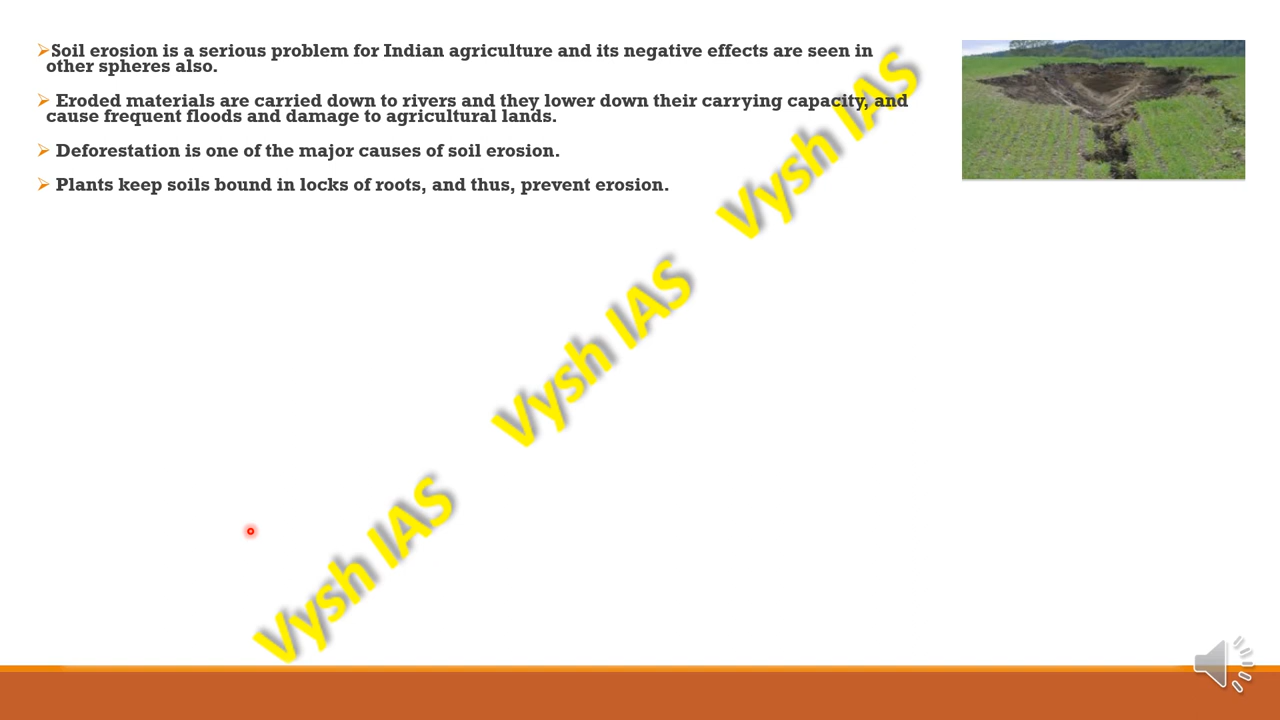 Soil erosion is a serious problem for Indian agriculture and its negative effects are seen in
other spheres also.
Eroded materials are carried down to rivers and they lower down their carrying capacity, and
cause frequent floods and damage to agricultural lands.
Deforestation is one of the major causes of soil erosion.
Plants keep soils bound in locks of roots, and thus, prevent erosion.
Vysh IAS
Vysh IAS
Vysh IAS